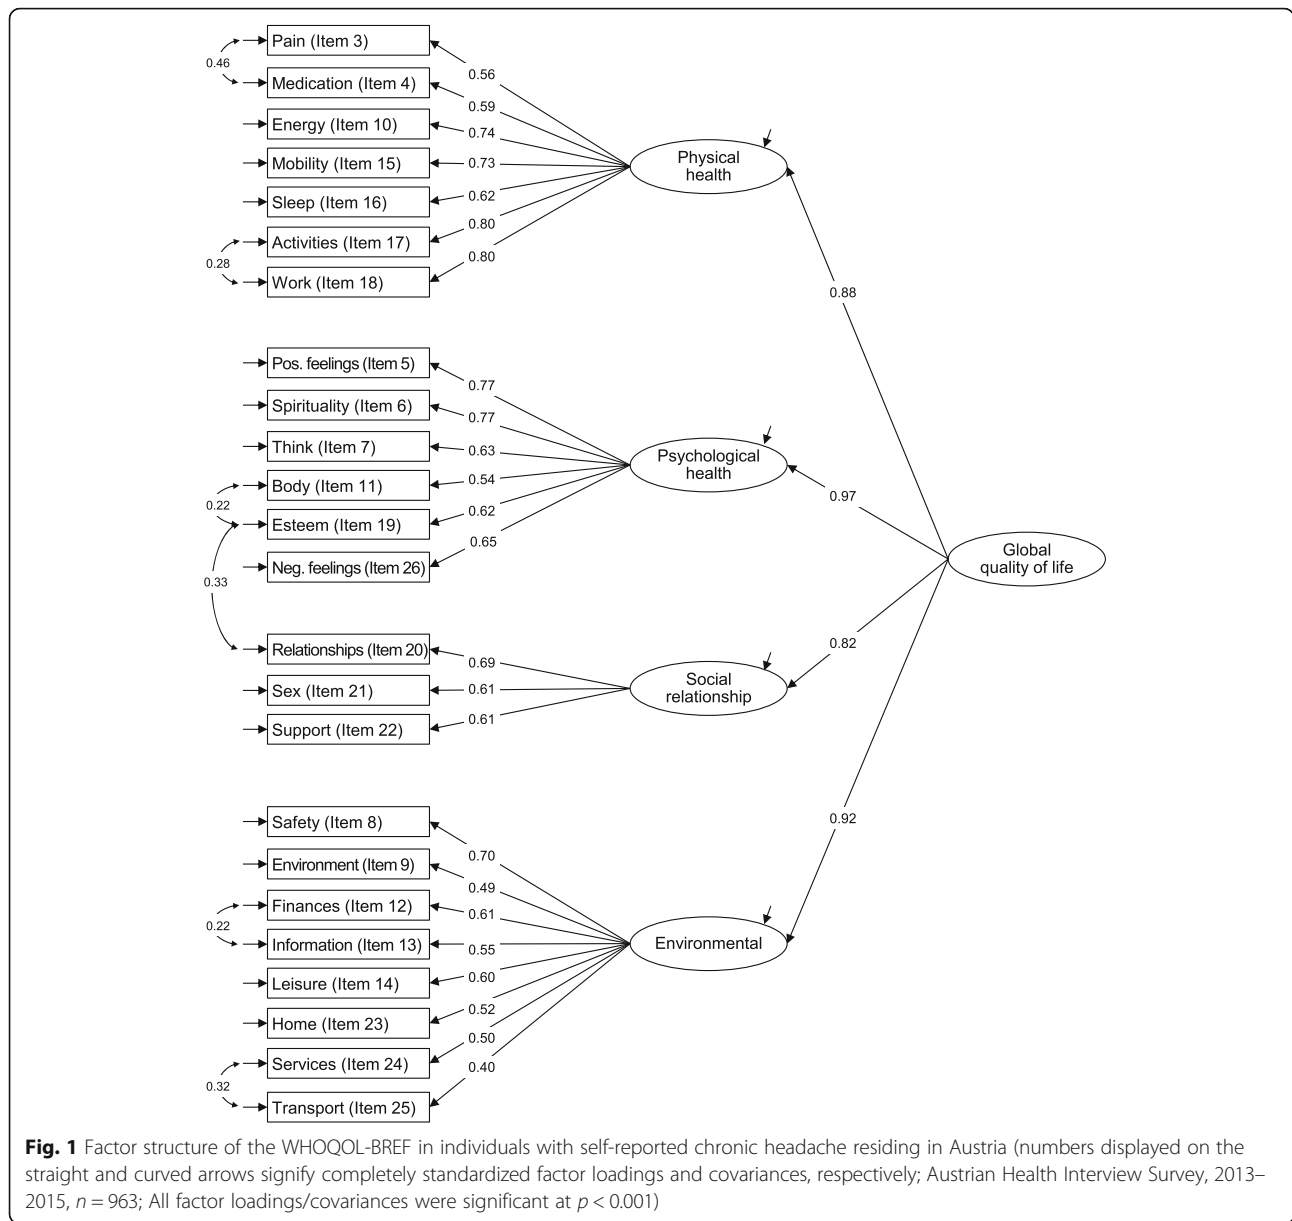 Pain (Item 3)
0.46
Medication (Item 4)
Energy (Item 10)
Mobility (Item 15)
Sleep (Item 16)
Activities (Item 17)
0.28
Work (Item 18)
0.56
0.59
0.74
0.73
0.62
0.80
0.80
Physical
health
0.88
Pos. feelings (Item 5)
Spirituality (Item 6)
Think (Item 7)
Body (Item 11)
0.22
Esteem (Item 19)
Neg. feelings (Item 26)
0.33
0.77
0.77
0.63
0.54
0.62
0.65
Psychological
health
0.97
Global
quality of life
Relationships (Item 20)
Sex (Item 21)
Support (Item 22)
0.69
0.61
0.61
Social
relationship
0.82
Safety (Item 8)
Environment (Item 9)
Finances (Item 12)
0.22
Information (Item 13)
Leisure (Item 14)
Home (Item 23)
Services (Item 24)
0.32
Transport (Item 25)
0.70
0.49
0.61
0.55
0.60
0.52
0.50
0.40
Environmental
0.92
Fig. 1 Factor structure of the WHOQOL-BREF in individuals with self-reported chronic headache residing in Austria (numbers displayed on the
straight and curved arrows signify completely standardized factor loadings and covariances, respectively; Austrian Health Interview Survey, 2013–
2015, n = 963; All factor loadings/covariances were significant at p < 0.001)